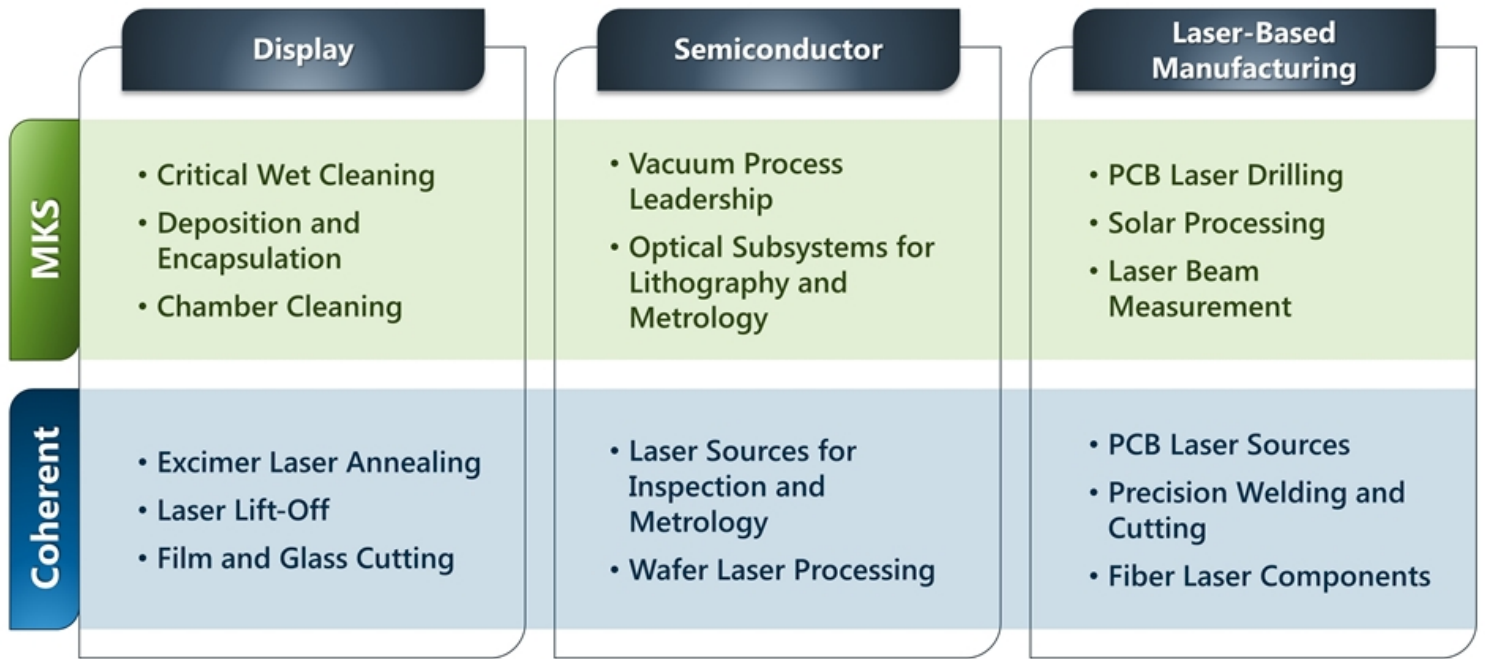 Display
Semiconductor
Laser-Based
Manufacturing
MKS
• Critical Wet Cleaning
• Deposition and
Encapsulation
• Chamber Cleaning
• Vacuum Process
Leadership
• Optical Subsystems for
Lithography and
Metrology
• PCB Laser Drilling
• Solar Processing
• Laser Beam
Measurement
Coherent
• Excimer Laser Annealing
• Laser Lift-Off
• Film and Glass Cutting
• Laser Sources for
Inspection and
Metrology
• Wafer Laser Processing
• PCB Laser Sources
• Precision Welding and
Cutting
• Fiber Laser Components